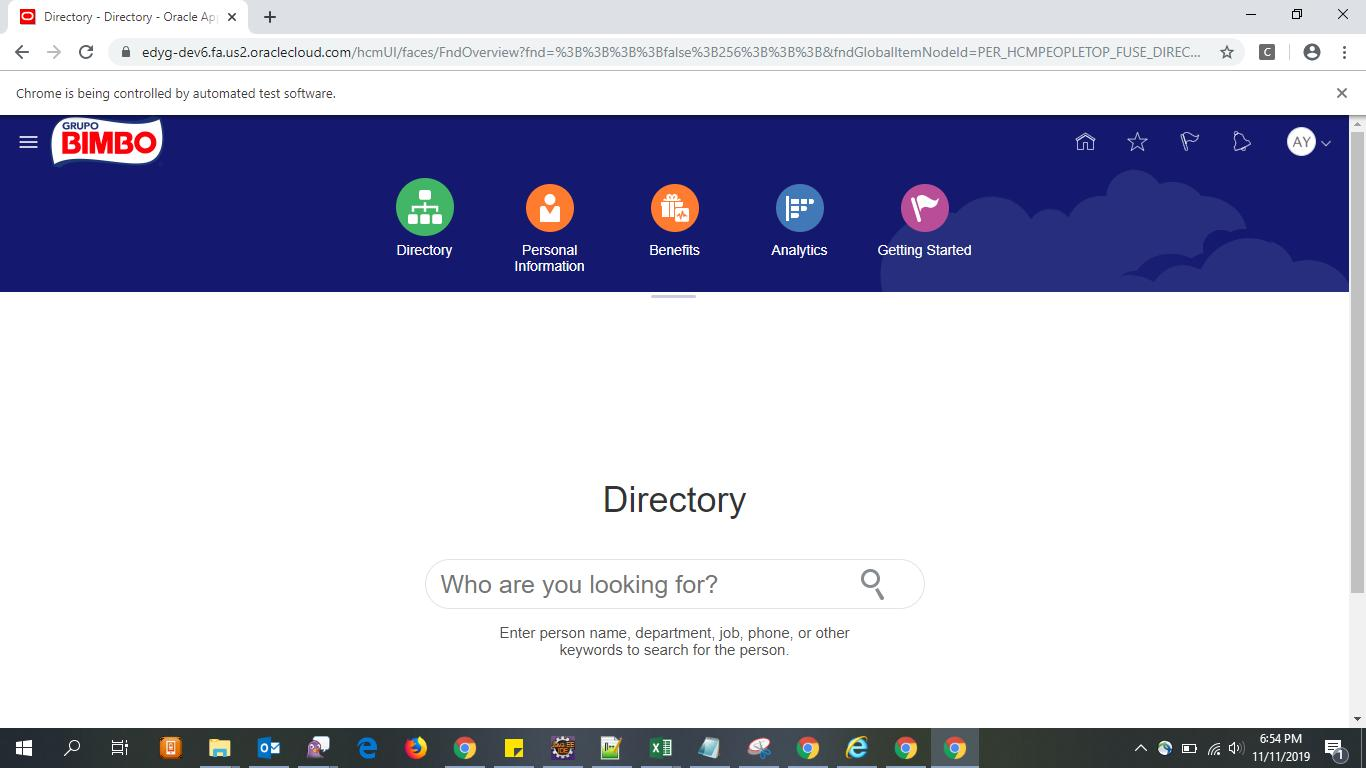 Directory - Directory - Oracle Ap
edyg-dev6.fa.us2.oraclecloud.com/hcmUI/faces/FndOverview?fnd=%3B%3B%3B%3Bfalse%3B256%3B%3B%3B&fndGlobalItemNodeId=PER_HCMPEOPLETOP_FUSE_DIREC...
C
Chrome is being controlled by automated test software.
GRUPO
BIMBO
AY
Directory
Personal
Information
Benefits
Analytics
Getting Started
Directory
Who are you looking for?
Enter person name, department, job, phone, or other
keywords to search for the person.
6:54 PM
11/11/2019
1